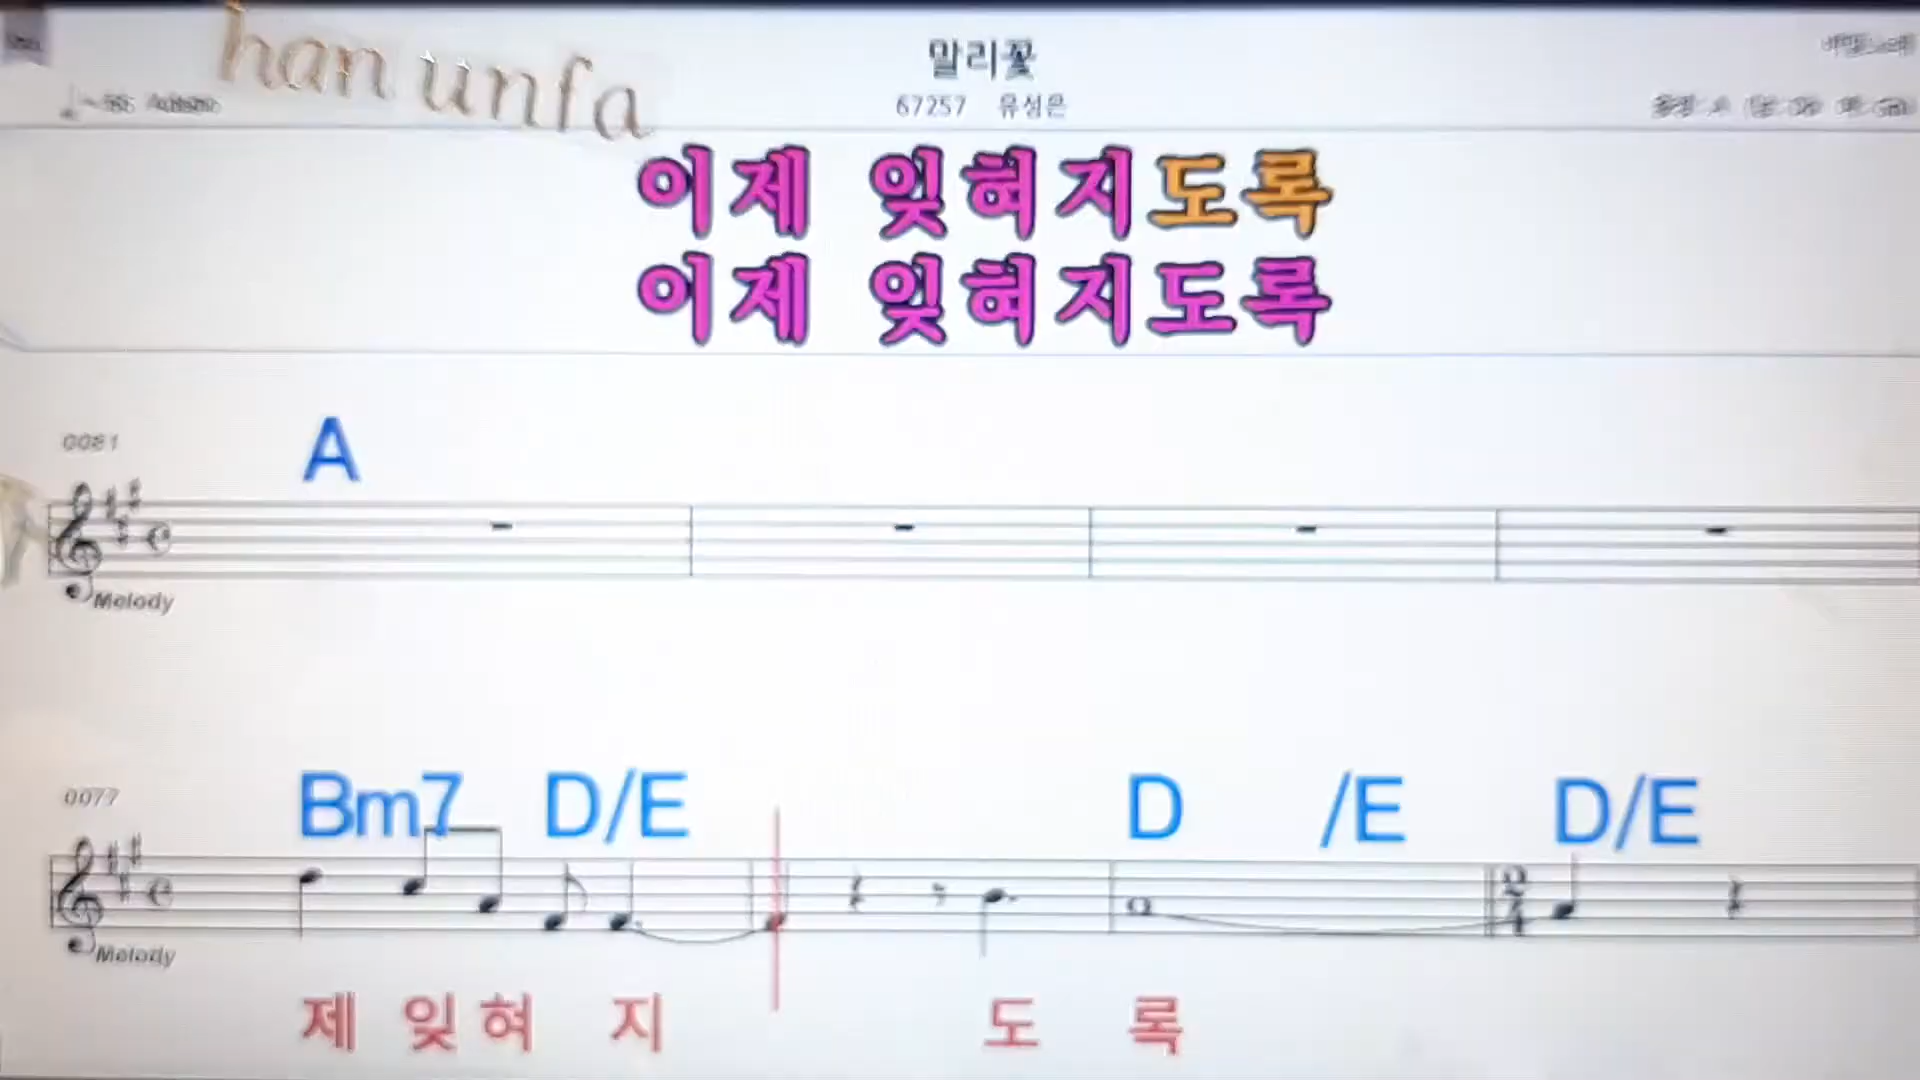 han unfa
말리꽃
67257 유성은
이제 잊혀지도록
이제 잊혀지도록
0081
A
Melody
0077
Bm7 D/E D /E D/E
Melody
제 잊 혀 지 도 록